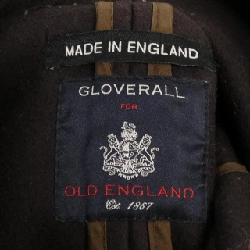 MADE IN ENGLAND
GLOVERALL
FOR
OLD ENGLAND
Est. 1867